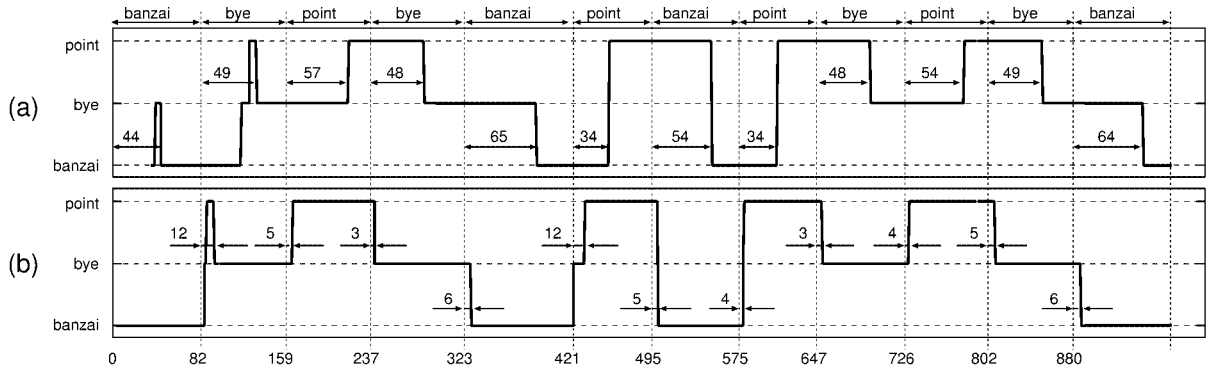 banzai bye point bye banzai point banzai point bye point bye banzai
point
49 57 48 48 54 49
(a) bye
44 65 34 54 34 64
banzai
point
12 5 3 12 3 4 5
(b) bye
6 5 4 6
banzai
0 82 159 237 323 421 495 575 647 726 802 880